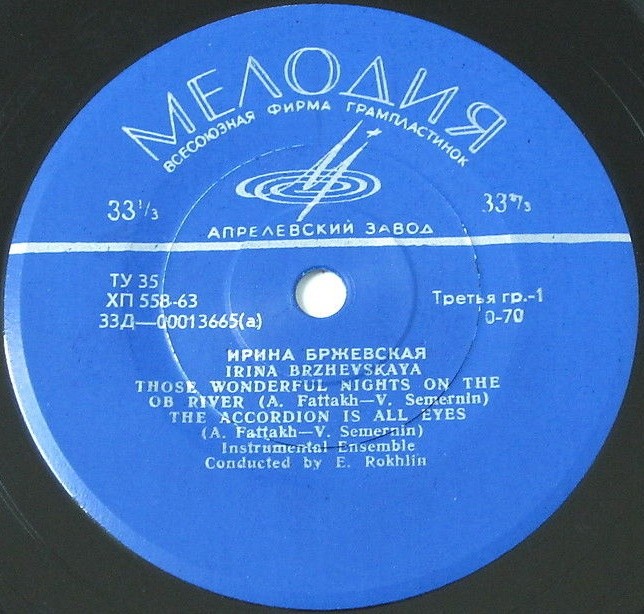 МЕЛОДИЯ
ВСЕСОЮЗНАЯ ФИРМА ГРАМПЛАСТИНОК
33⅓
33⅓
АПРЕЛЕВСКИЙ ЗАВОД
ТУ 35
ХП 558-63
33Д—00013665(а)
Третья гр.-1
0-70
ИРИНА БРЖЕВСКАЯ
IRINA BRZHEVSKAYA
THOSE WONDERFUL NIGHTS ON THE
OB RIVER (A. Fattakh—V. Semernin)
THE ACCORDION IS ALL EYES
(A. Fattakh—V. Semernin)
Instrumental Ensemble
Conducted by E. Rokhlin